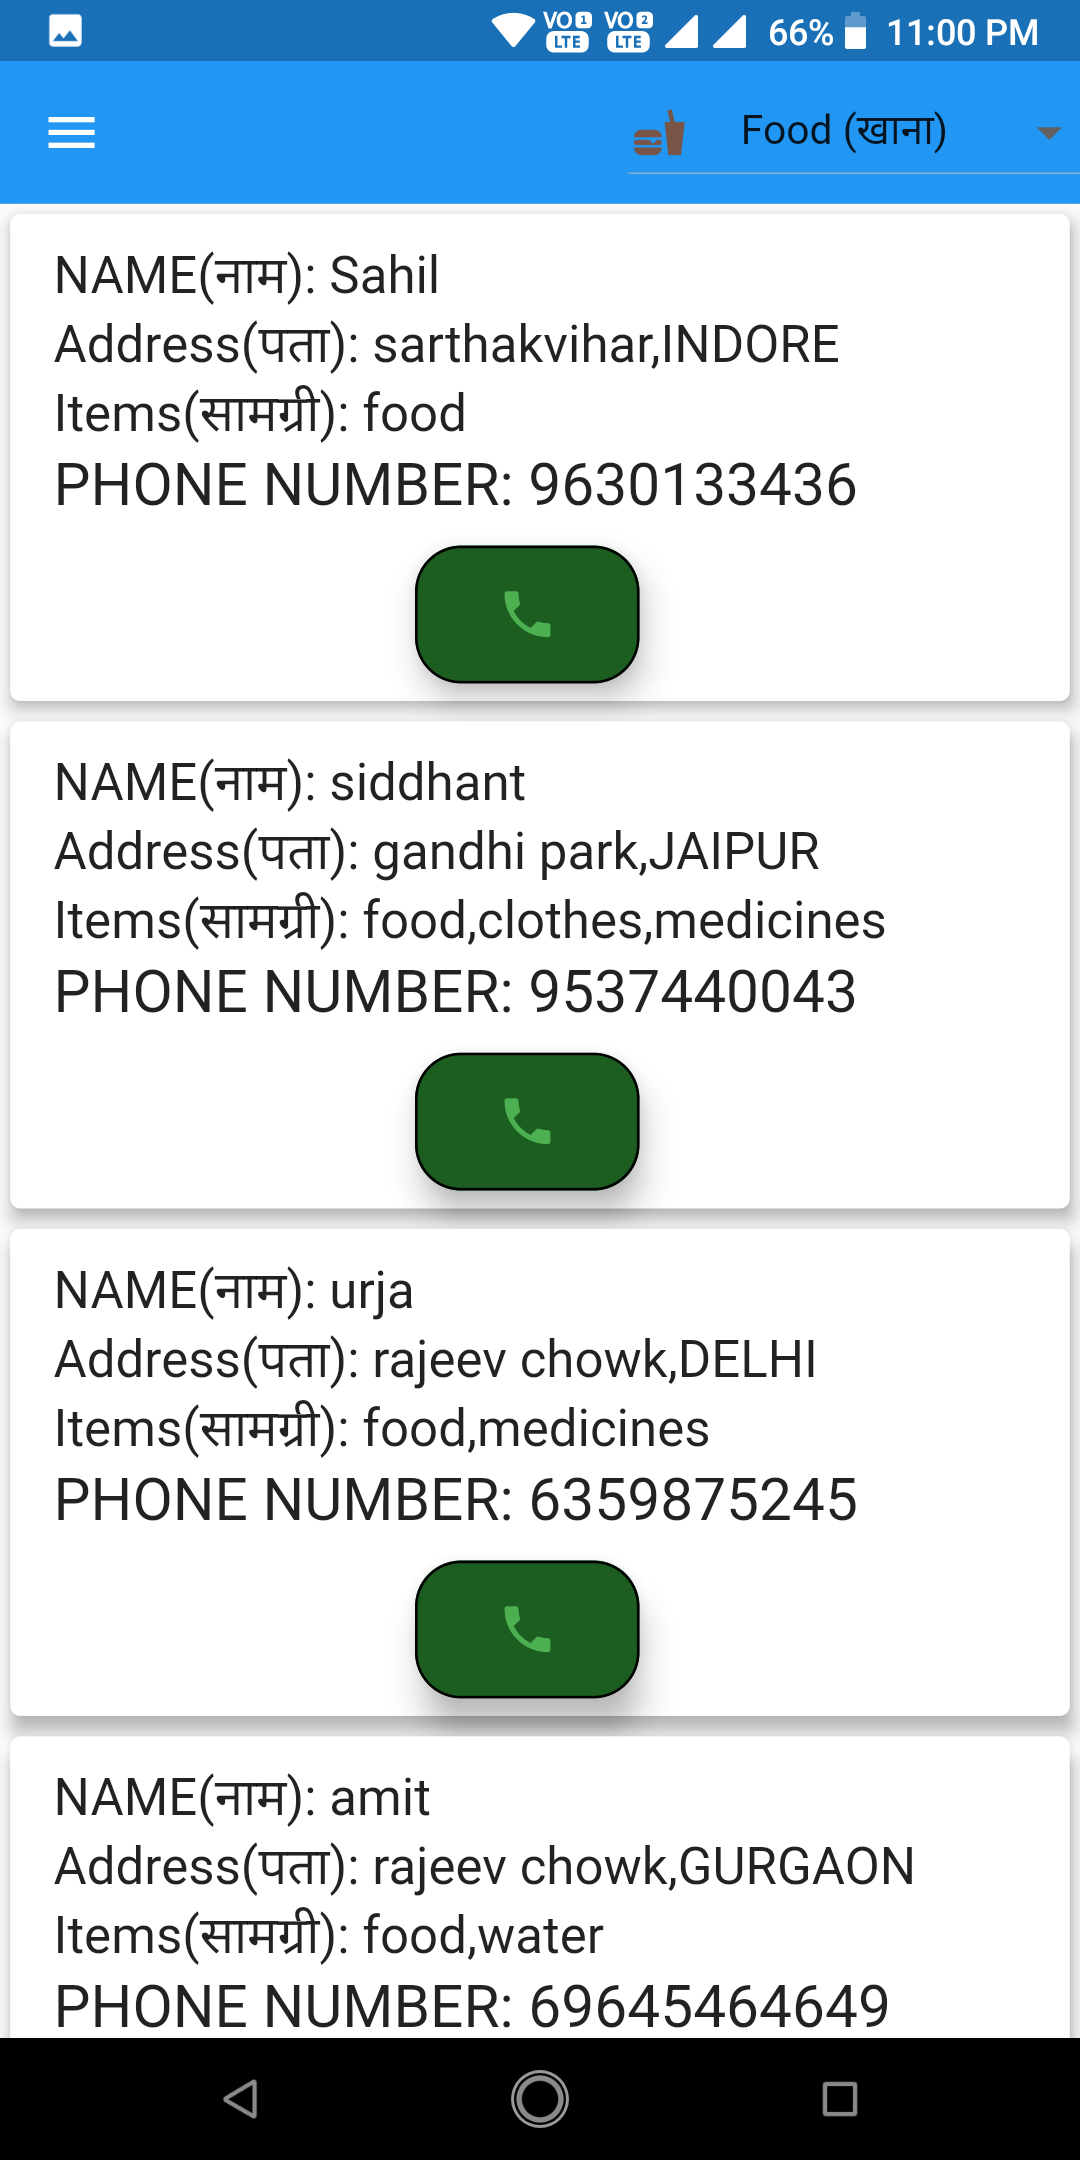 VO 1 LTE VO 2 LTE 66% 11:00 PM
Food (खाना)
NAME(नाम): Sahil
Address(पता): sarthakvihar,INDORE
Items(सामग्री): food
PHONE NUMBER: 9630133436
NAME(नाम): siddhant
Address(पता): gandhi park,JAIPUR
Items(सामग्री): food,clothes,medicines
PHONE NUMBER: 9537440043
NAME(नाम): urja
Address(पता): rajeev chowk,DELHI
Items(सामग्री): food,medicines
PHONE NUMBER: 6359875245
NAME(नाम): amit
Address(पता): rajeev chowk,GURGAON
Items(सामग्री): food,water
PHONE NUMBER: 69645464649